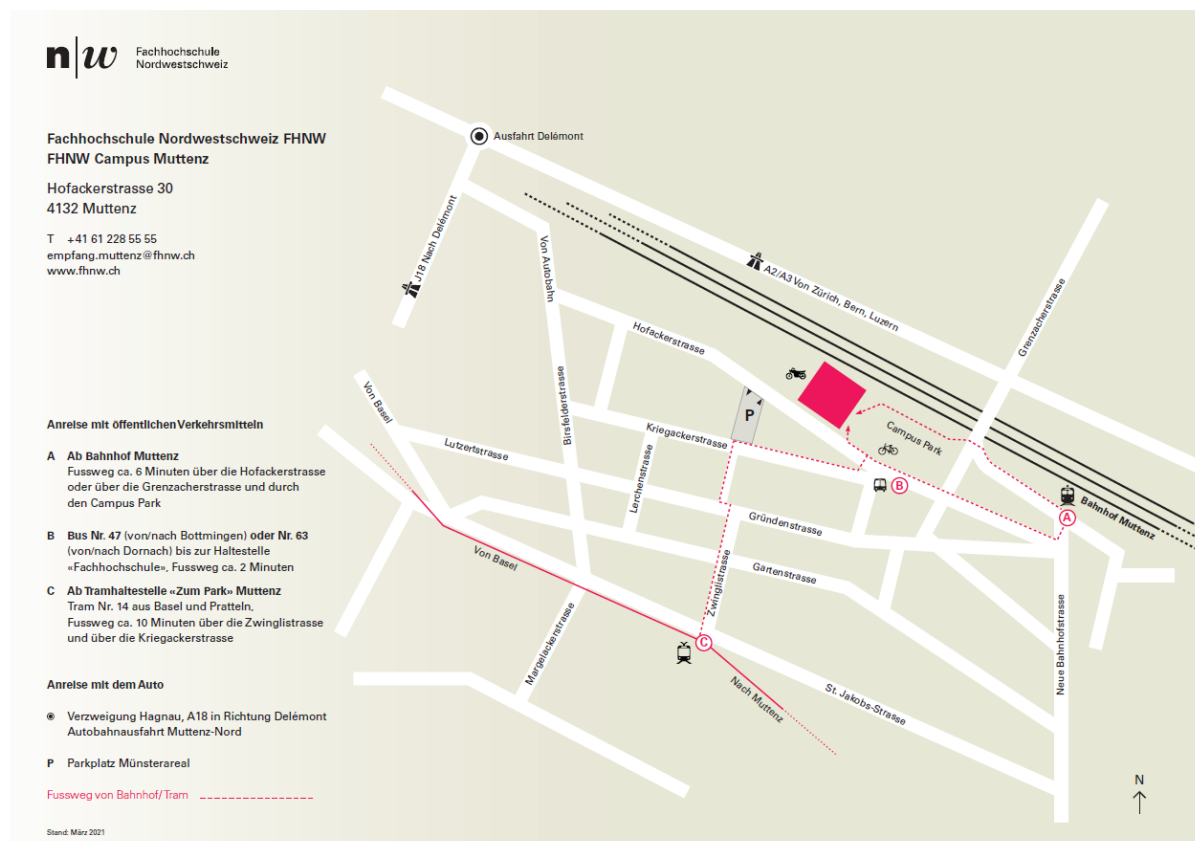 n|w Fachhochschule
Nordwestschweiz
Fachhochschule Nordwestschweiz FHNW
FHNW Campus Muttenz
Hofackerstrasse 30
4132 Muttenz
T +41 61 228 55 55
empfang.muttenz@fhnw.ch
www.fhnw.ch
Anreise mit öffentlichen Verkehrsmitteln
A Ab Bahnhof Muttenz
Fussweg ca. 6 Minuten über die Hofackerstrasse
oder über die Grenzacherstrasse und durch
den Campus Park
B Bus Nr. 47 (von/nach Bottmingen) oder Nr. 63
(von/nach Dornach) bis zur Haltestelle
«Fachhochschule». Fussweg ca. 2 Minuten
C Ab Tramhaltestelle «Zum Park» Muttenz
Tram Nr. 14 aus Basel und Pratteln,
Fussweg ca. 10 Minuten über die Zwinglistrasse
und über die Kriegackerstrasse
Anreise mit dem Auto
Verzweigung Hagnau, A18 in Richtung Delémont
Autobahnausfahrt Muttenz-Nord
P Parkplatz Münsterareal
Fussweg von Bahnhof/Tram
Stand: März 2021
Ausfahrt Delémont
J18 Nach Delémont
Von Autobahn
A2/A3 Von Zürich, Bern, Luzern
Grenzacherstrasse
Hofackerstrasse
Birsfelderstrasse
Von Basel
P
Kriegackerstrasse
Campus Park
Lutzertstrasse
Lerchenstrasse
B
A
Bahnhof Muttenz
Gründenstrasse
Von Basel
Gartenstrasse
Zwinglistrasse
Margelackerstrasse
C
Neue Bahnhofstrasse
Nach Muttenz
St. Jakobs-Strasse
N